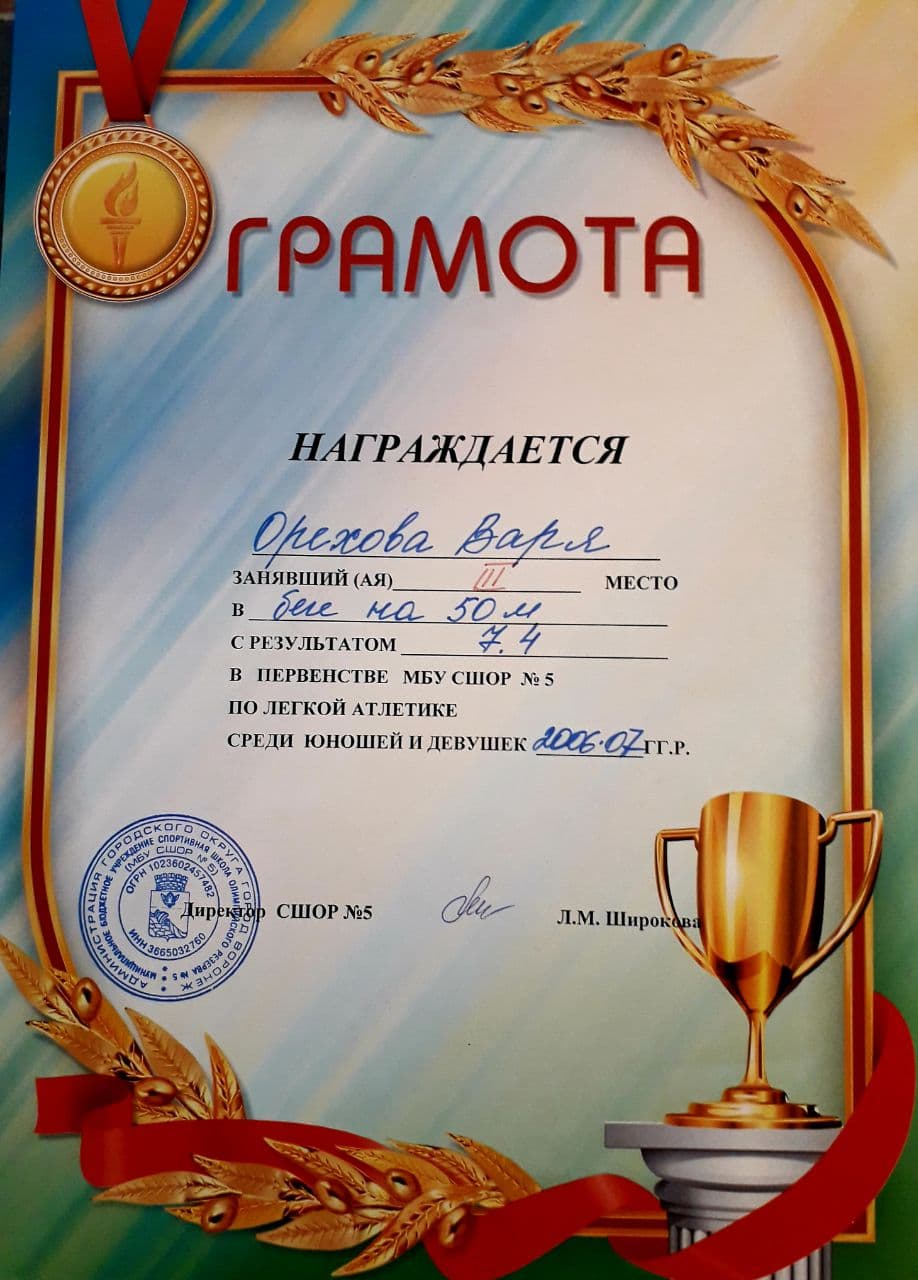 ГРАМОТА
НАГРАЖДАЕТСЯ
Орехова Варя
ЗАНЯВШИЙ (АЯ) III МЕСТО
В беге на 50 м
С РЕЗУЛЬТАТОМ 7.4
В ПЕРВЕНСТВЕ МБУ СШОР № 5
ПО ЛЕГКОЙ АТЛЕТИКЕ
СРЕДИ ЮНОШЕЙ И ДЕВУШЕК 2006-07 ГГ.Р.
АДМИНИСТРАЦИЯ ГОРОДСКОГО ОКРУГА ГОРОД ВОРОНЕЖ
МУНИЦИПАЛЬНОЕ БЮДЖЕТНОЕ УЧРЕЖДЕНИЕ СПОРТИВНАЯ ШКОЛА ОЛИМПИЙСКОГО РЕЗЕРВА № 5
(МБУ СШОР № 5)
ОГРН 1023602457482
ИНН 3665032760
Директор СШОР №5 Л.М. Широкова